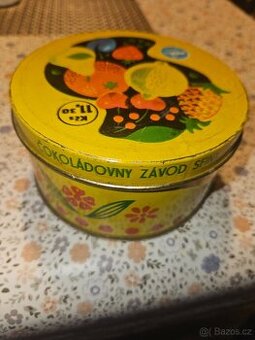 Kčs
11,30
ČOKOLÁDOVNY ZÁVOD
Bazos.cz